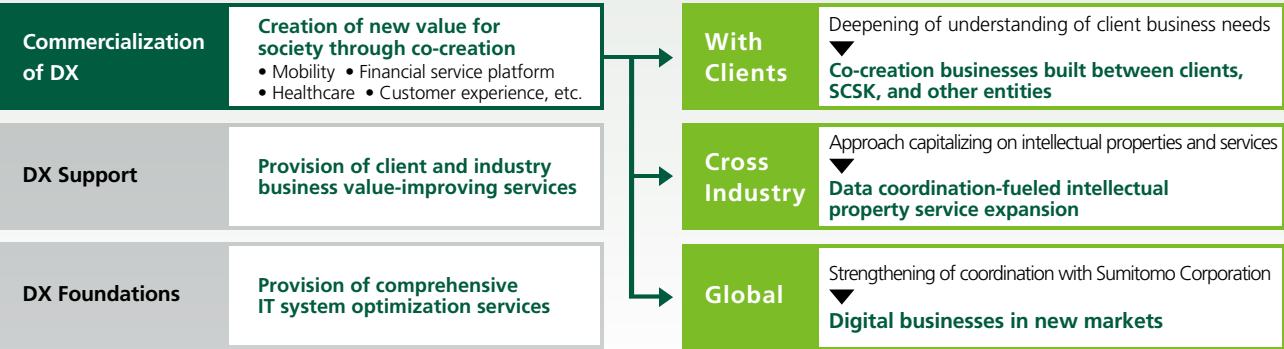 Commercialization
of DX
Creation of new value for
society through co-creation
• Mobility • Financial service platform
• Healthcare • Customer experience, etc.
DX Support
Provision of client and industry
business value-improving services
DX Foundations
Provision of comprehensive
IT system optimization services
With
Clients
Deepening of understanding of client business needs
▼
Co-creation businesses built between clients,
SCSK, and other entities
Cross
Industry
Approach capitalizing on intellectual properties and services
▼
Data coordination-fueled intellectual
property service expansion
Global
Strengthening of coordination with Sumitomo Corporation
▼
Digital businesses in new markets